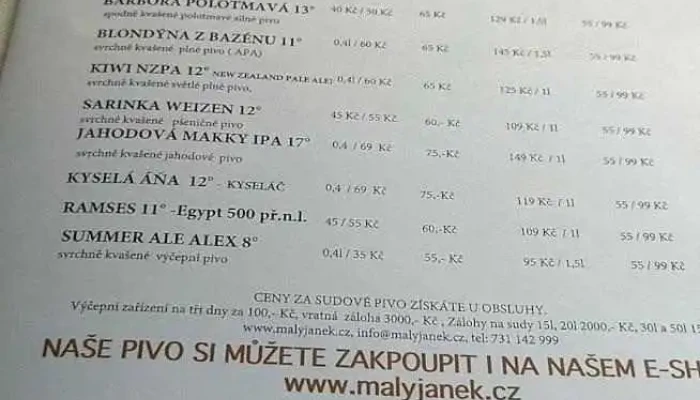 BARBORA POLOTMAVÁ 13° 40 Kč / 50 Kč 65 Kč 129 Kč / 1,5l 55 / 99 Kč
spodně kvašené polotmavé silné pivo
BLONDÝNA Z BAZÉNU 11° 0,4l / 60 Kč 65 Kč 145 Kč / 1,5l 55 / 99 Kč
svrchně kvašené plné pivo ( APA)
KIWI NZPA 12° NEW ZEALAND PALE ALE) 0,4l / 60 Kč 65 Kč 125 Kč / 1l 55 / 99 Kč
svrchně kvašené světlé plné pivo,
SARINKA WEIZEN 12° 45 Kč / 55 Kč 60,- Kč 109 Kč / 1l 55 / 99 Kč
svrchně kvašené pšeničné pivo
JAHODOVÁ MAKKY IPA 17° 0,4 / 69 Kč 75,-Kč 149 Kč / 1l 55 / 99 Kč
svrchně kvašené jahodové pivo
KYSELÁ ÁŇA 12° - KYSELÁČ 0,4 / 69 Kč 75,-Kč 119 Kč / 1l 55 / 99 Kč
RAMSES 11° -Egypt 500 př.n.l. 45 / 55 Kč 60,-Kč 109 Kč / 1l 55 / 99 Kč
SUMMER ALE ALEX 8° 0,4l / 35 Kč 55,- Kč 95 Kč / 1,5l 55 / 99 Kč
svrchně kvašené výčepní pivo
CENY ZA SUDOVÉ PIVO ZÍSKÁTE U OBSLUHY.
Výčepní zařízení na tři dny za 100,- Kč, vratná záloha 3000,- Kč , Zálohy na sudy 15l, 20l 2000,- Kč, 30l a 50l 15
www.malyjanek.cz, info@malyjanek.cz, tel: 731 142 999
NAŠE PIVO SI MŮŽETE ZAKPOUPIT I NA NAŠEM E-SH
www.malyjanek.cz